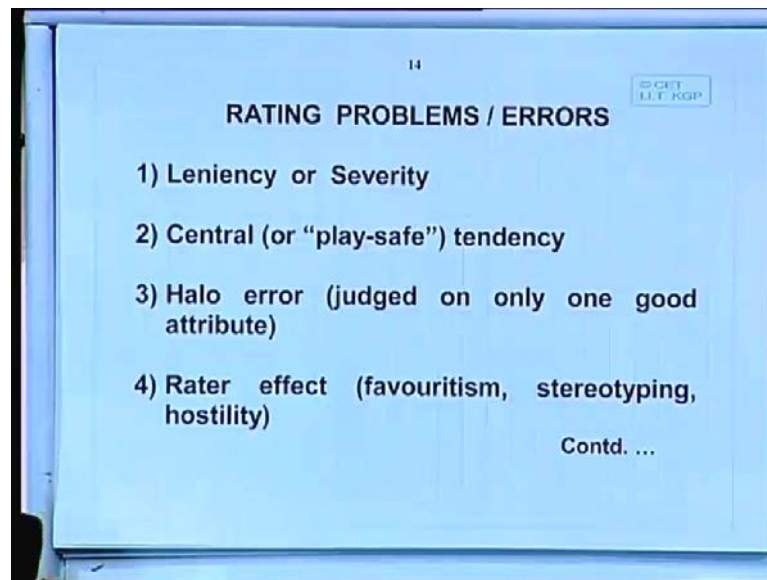 14
© CET
I.I.T. KGP
RATING PROBLEMS / ERRORS
1) Leniency or Severity
2) Central (or “play-safe”) tendency
3) Halo error (judged on only one good
attribute)
4) Rater effect (favouritism, stereotyping,
hostility)
Contd. ...